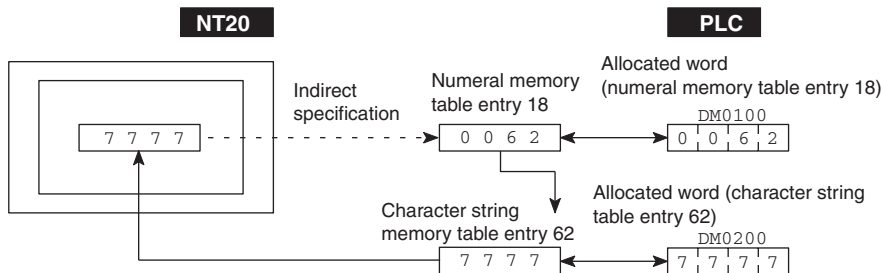 NT20
PLC
Indirect
specification
Numeral memory
table entry 18
Allocated word
(numeral memory table entry 18)
DM0100
7 7 7 7
0 0 6 2
0 0 6 2
Character string
memory table entry 62
Allocated word (character string
table entry 62)
DM0200
7 7 7 7
7 7 7 7